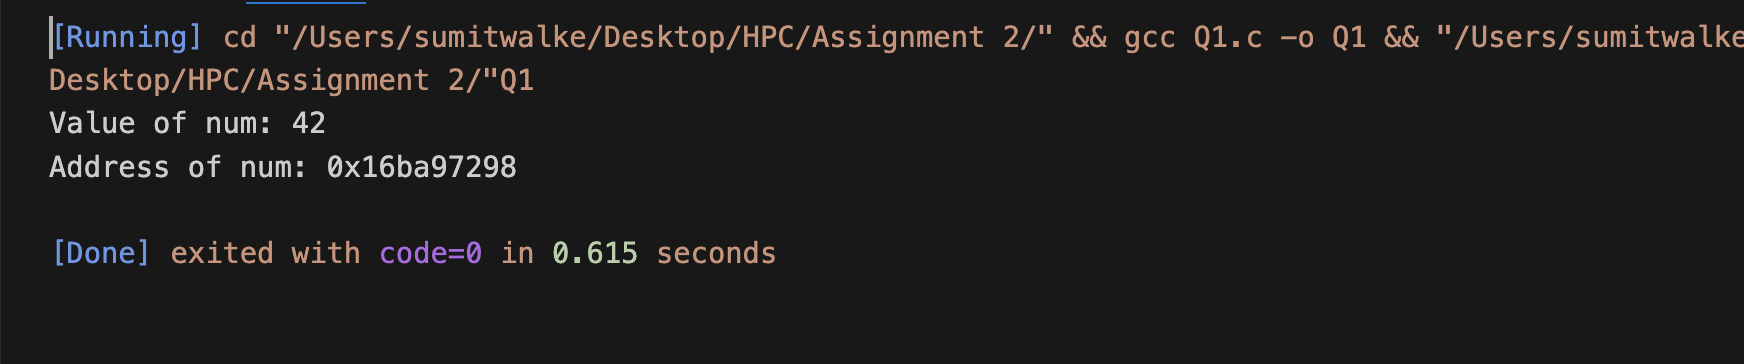 [Running] cd "/Users/sumitwalke/Desktop/HPC/Assignment 2/" && gcc Q1.c -o Q1 && "/Users/sumitwalke
Desktop/HPC/Assignment 2/"Q1
Value of num: 42
Address of num: 0x16ba97298
[Done] exited with code=0 in 0.615 seconds